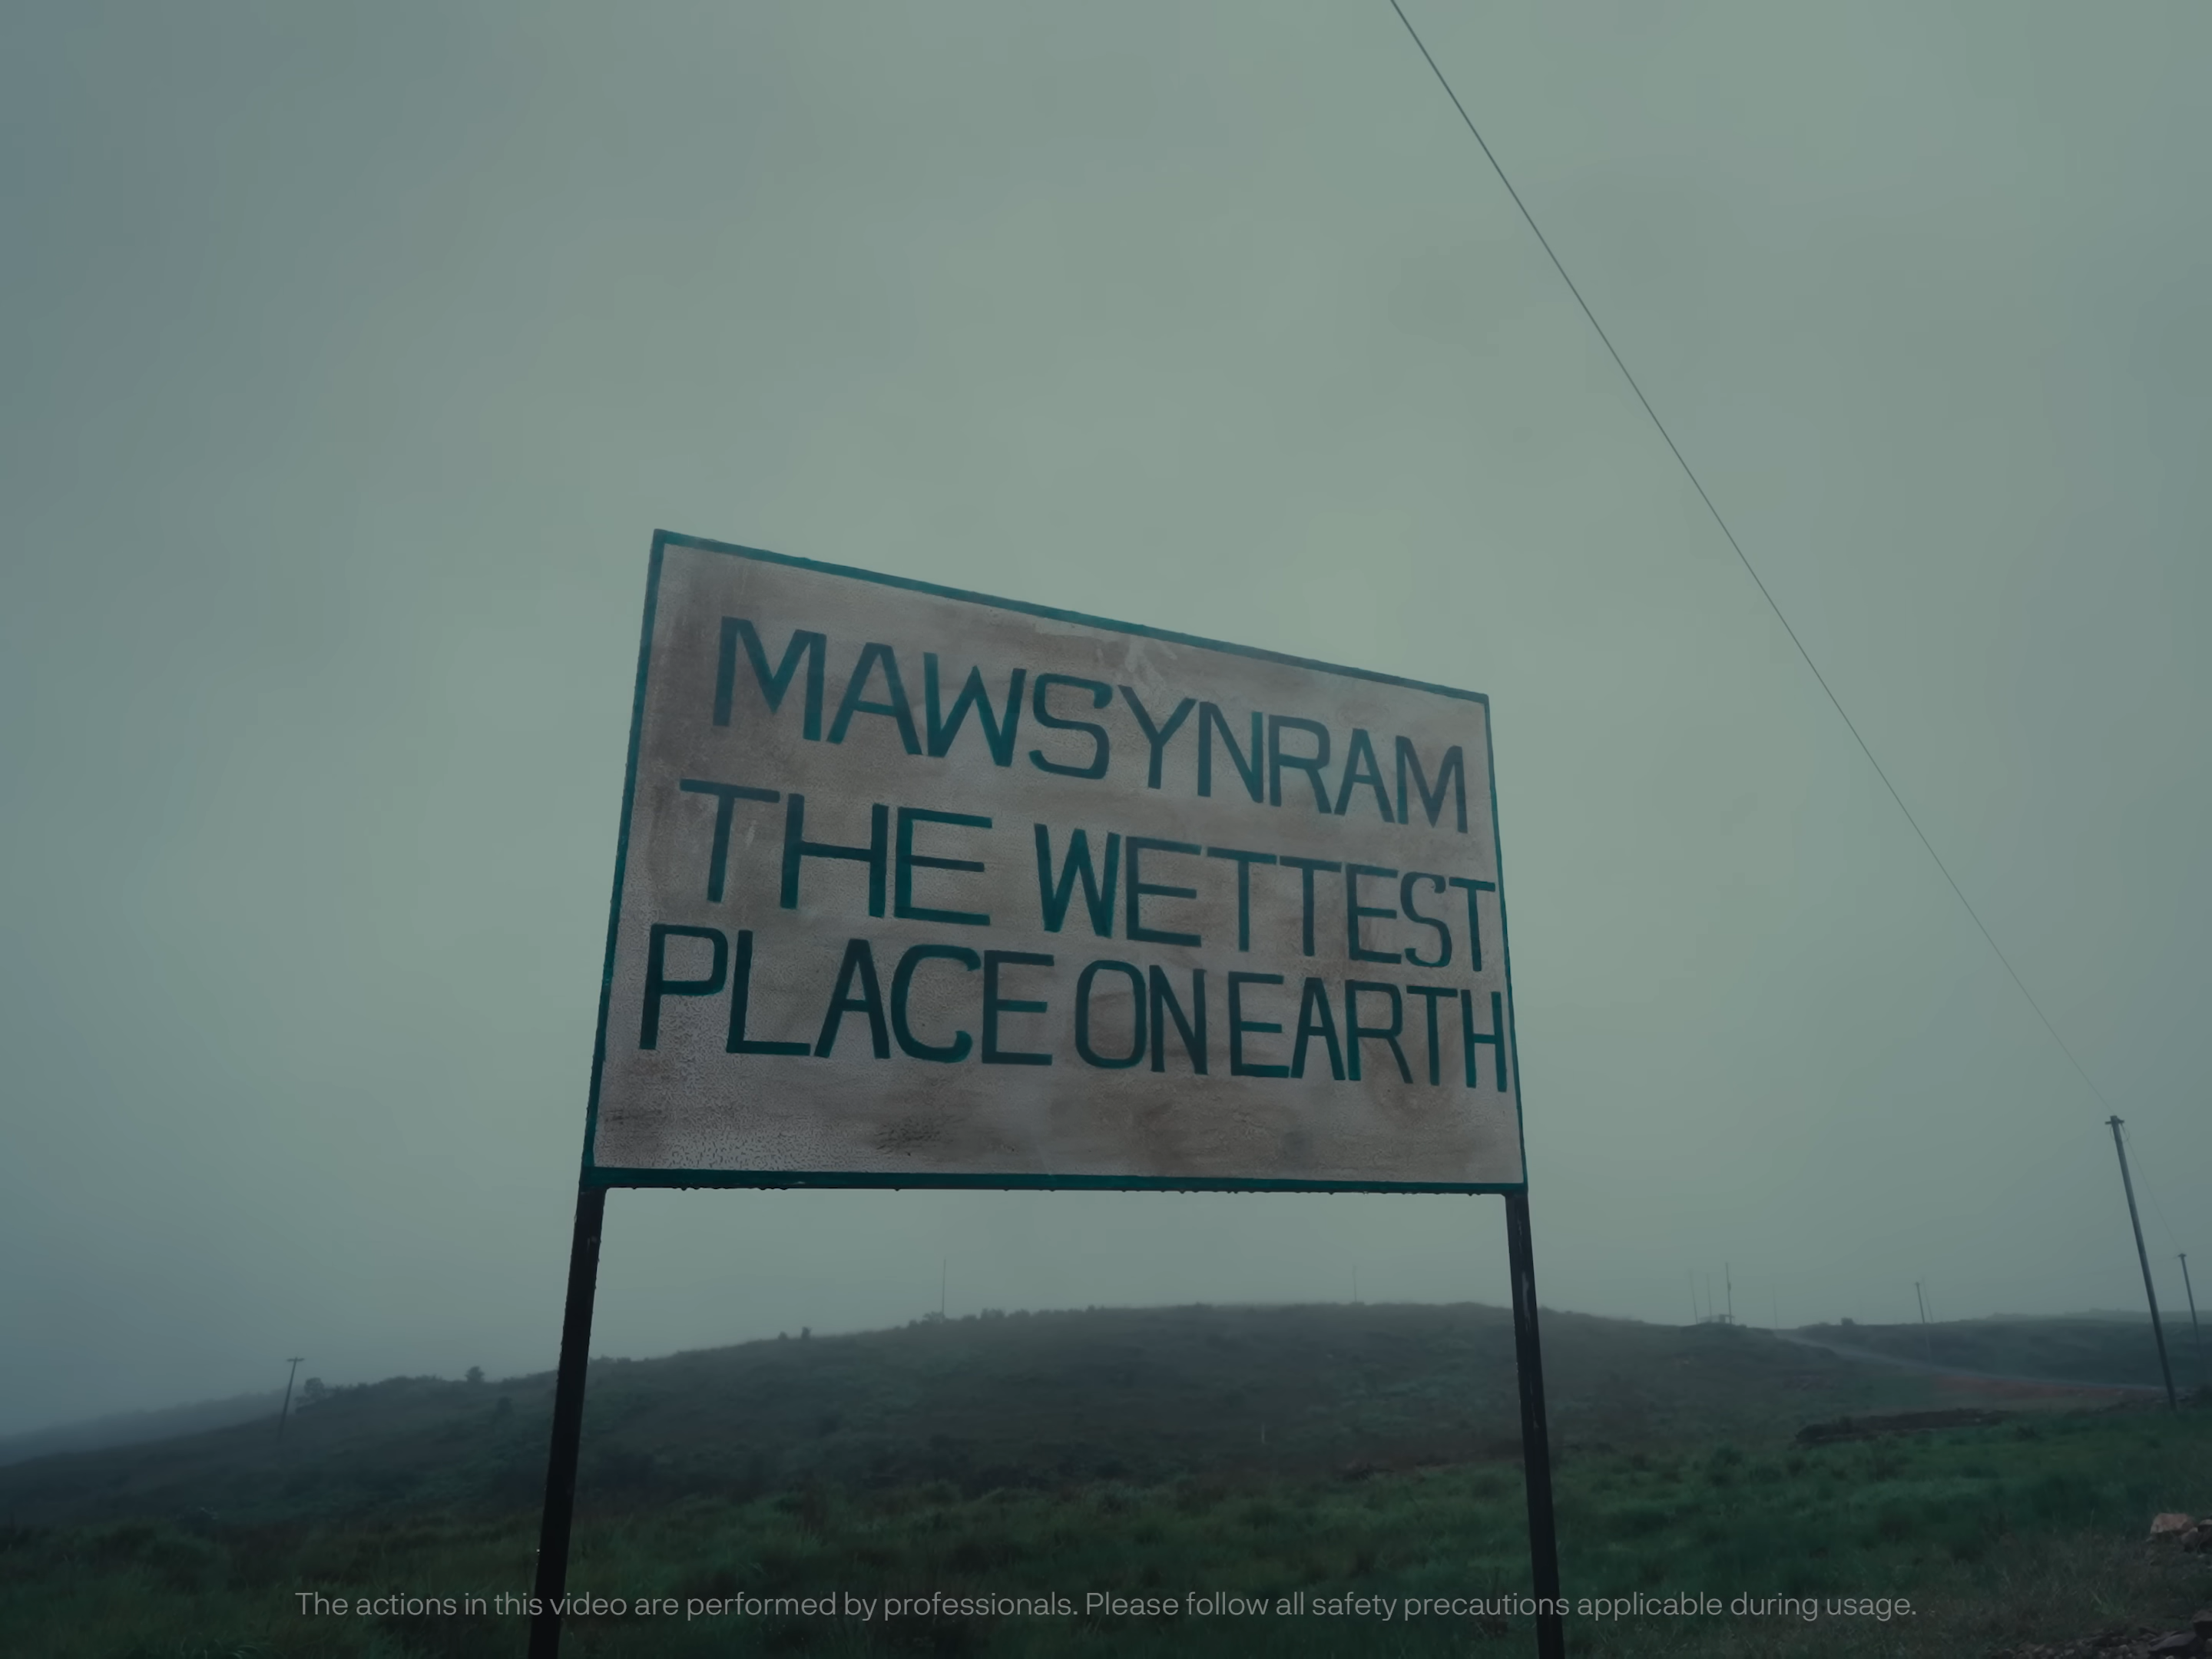 MAWSYNRAM
THE WETTEST
PLACE ON EARTH
The actions in this video are performed by professionals. Please follow all safety precautions applicable during usage.